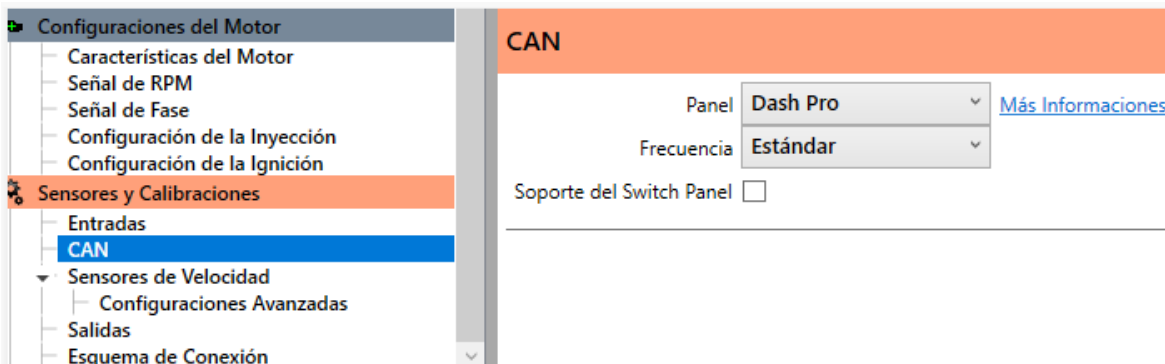 Configuraciones del Motor
Características del Motor
Señal de RPM
Señal de Fase
Configuración de la Inyección
Configuración de la Ignición
Sensores y Calibraciones
Entradas
CAN
Sensores de Velocidad
Configuraciones Avanzadas
Salidas
Esquema de Conexión
CAN
Panel Dash Pro Más Informaciones
Frecuencia Estándar
Soporte del Switch Panel